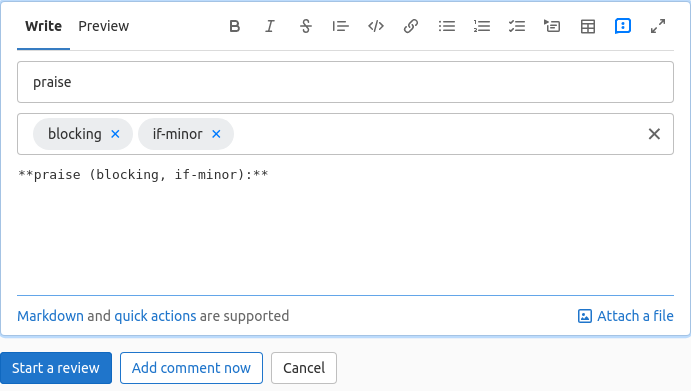 Write Preview
praise
blocking × if-minor ×
**praise (blocking, if-minor):**
Markdown and quick actions are supported Attach a file
Start a review Add comment now Cancel